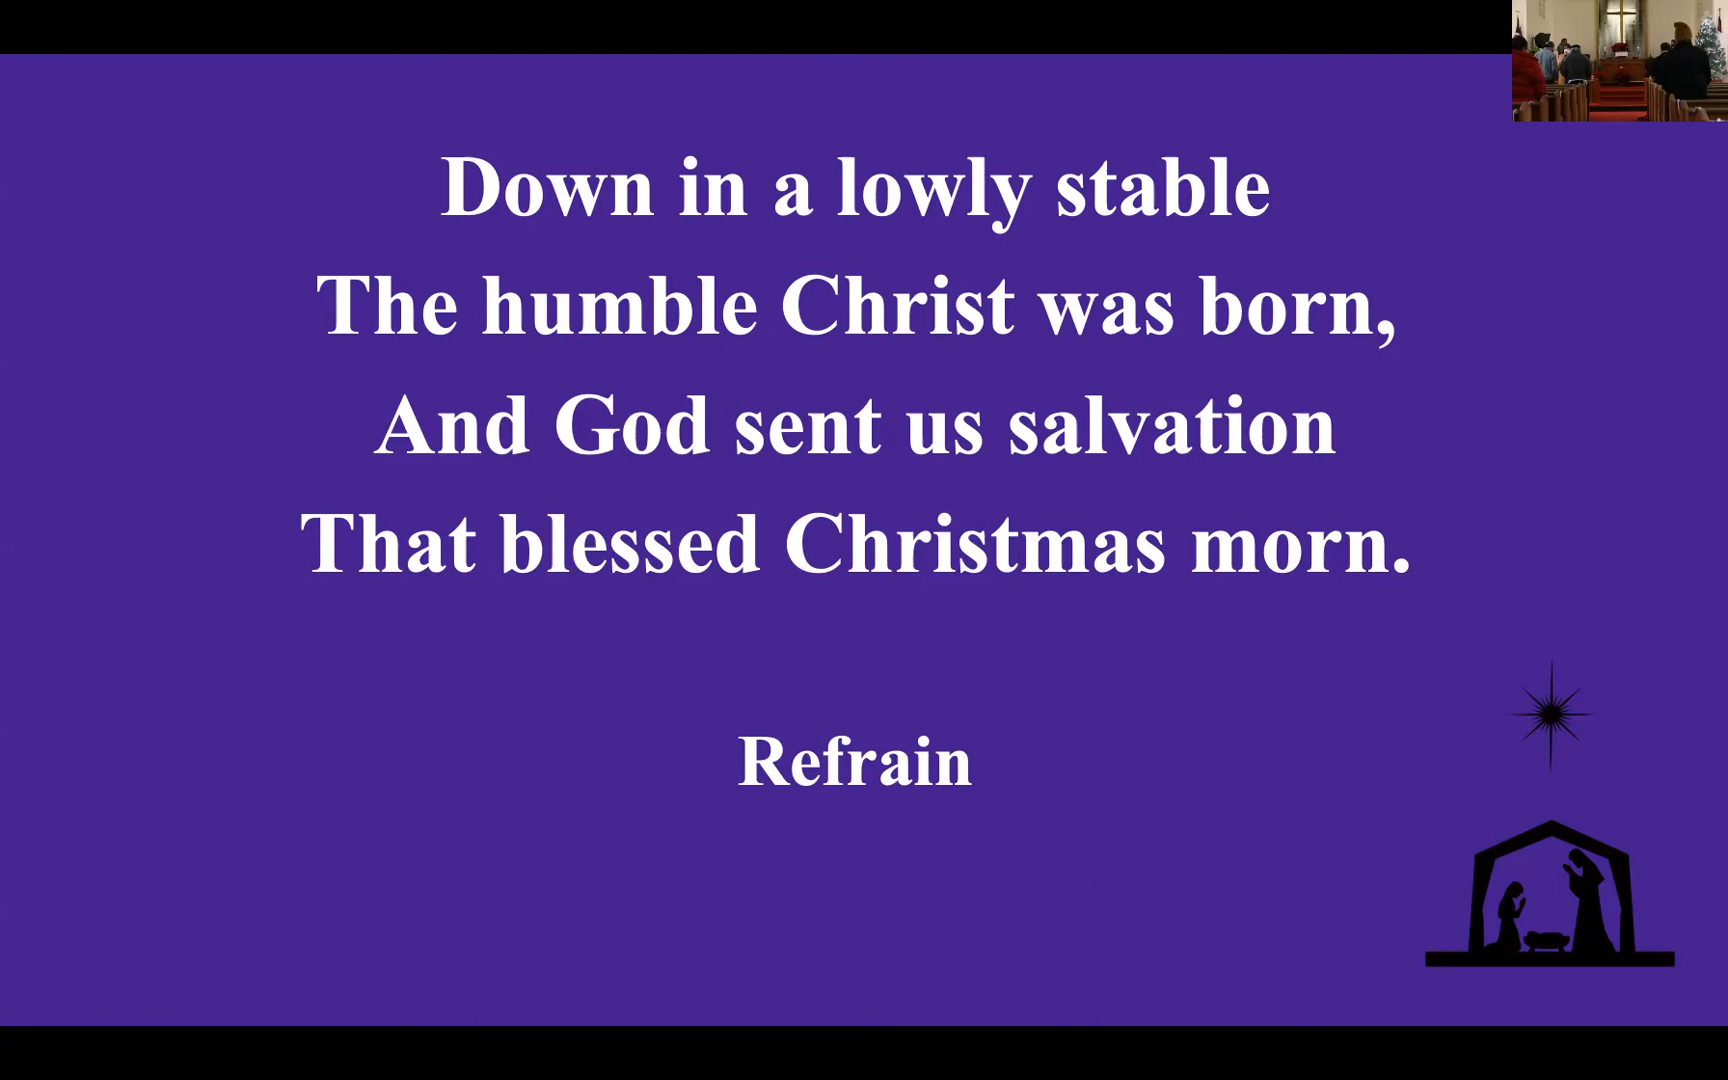 Down in a lowly stable
The humble Christ was born,
And God sent us salvation
That blessed Christmas morn.
Refrain